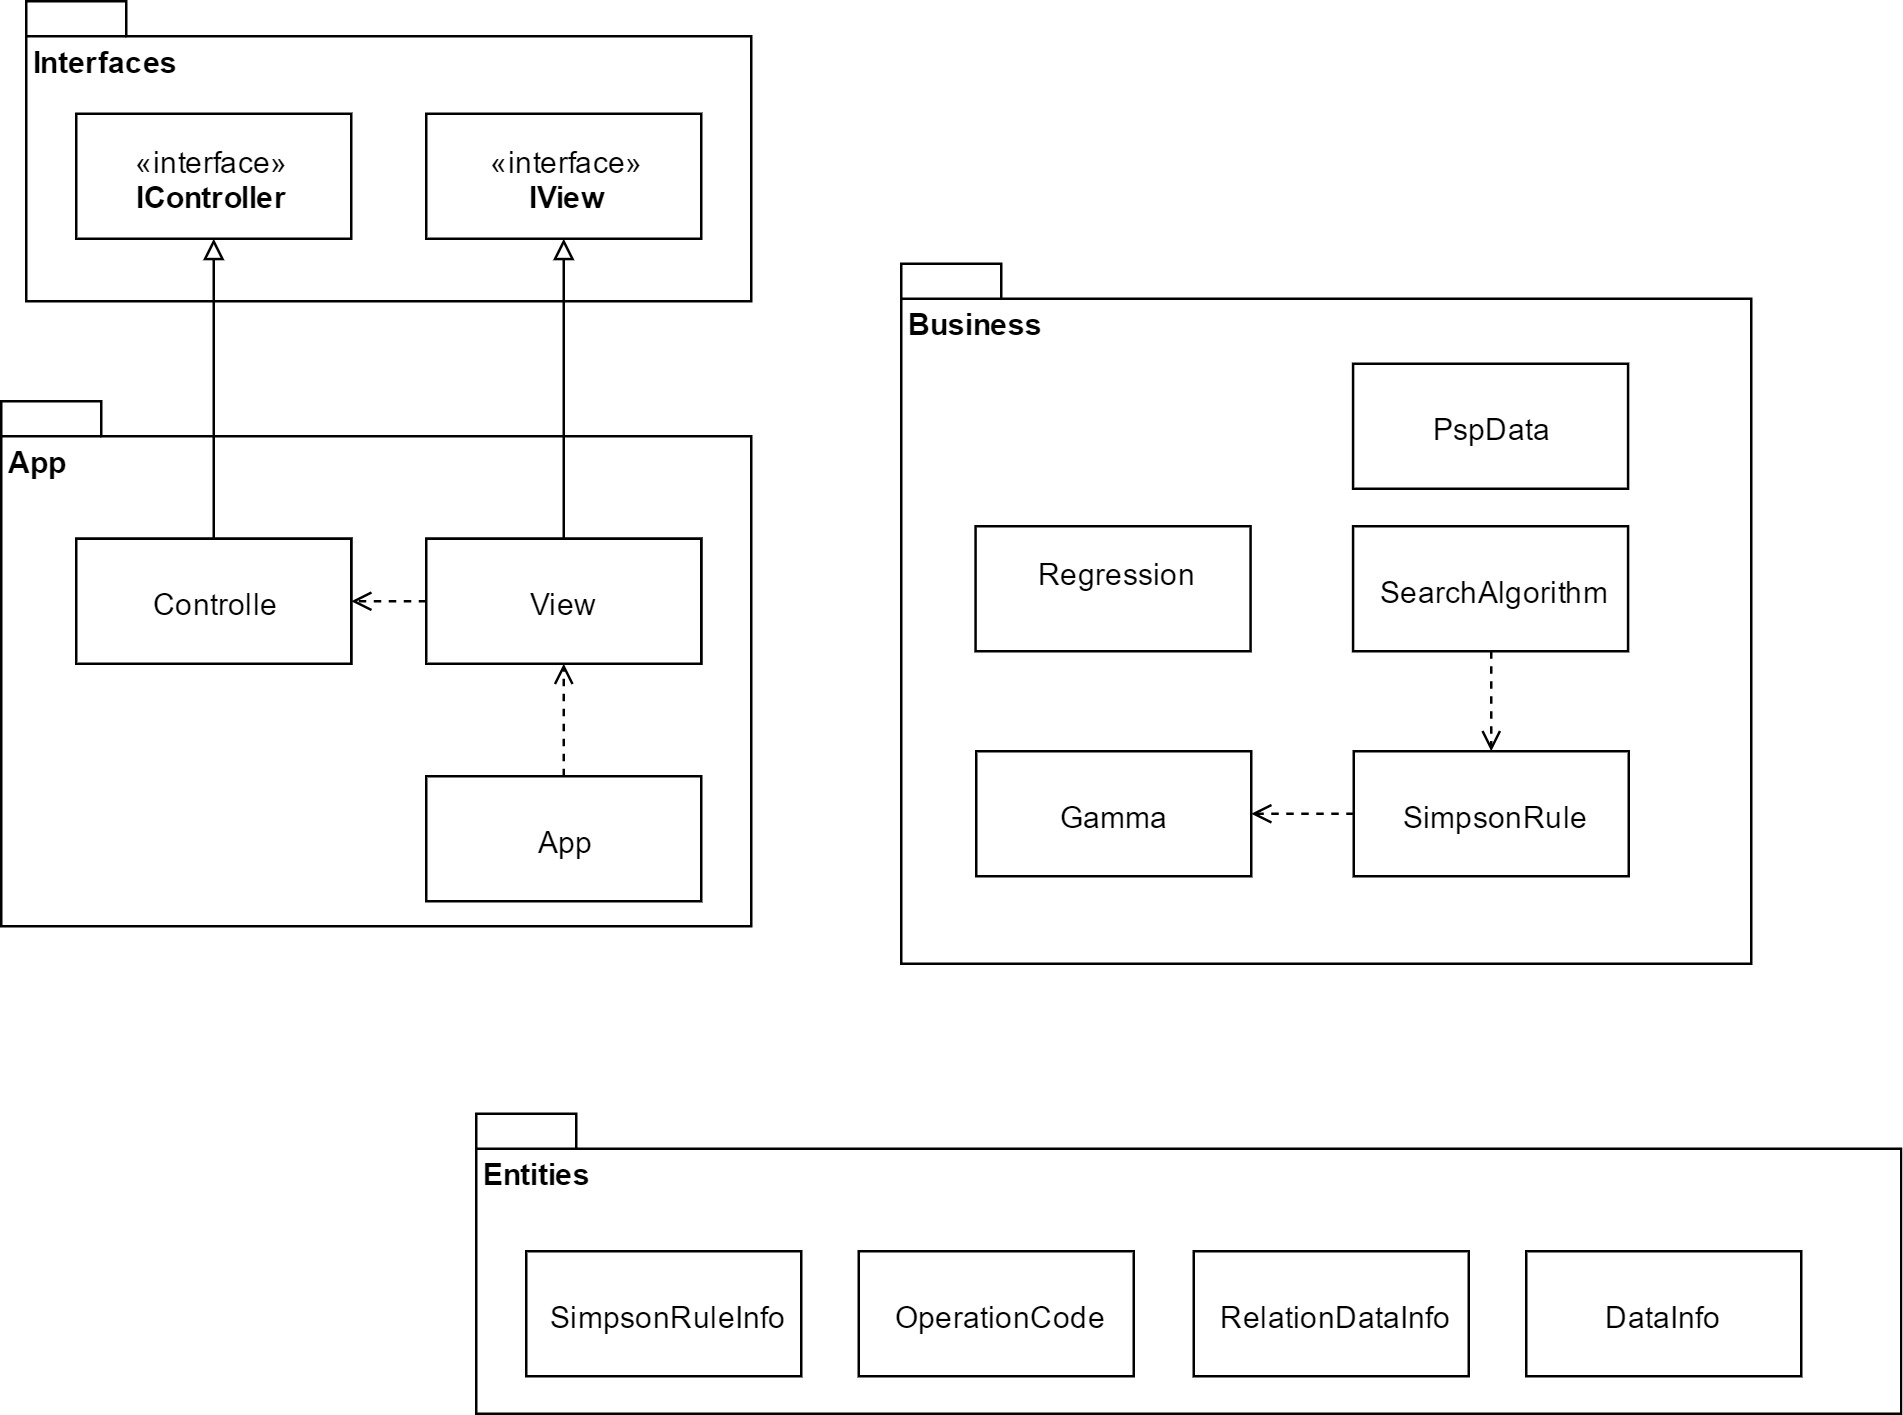 Interfaces
«interface»
IController
«interface»
IView
App
Controlle
View
App
Business
PspData
Regression
SearchAlgorithm
Gamma
SimpsonRule
Entities
SimpsonRuleInfo
OperationCode
RelationDataInfo
DataInfo